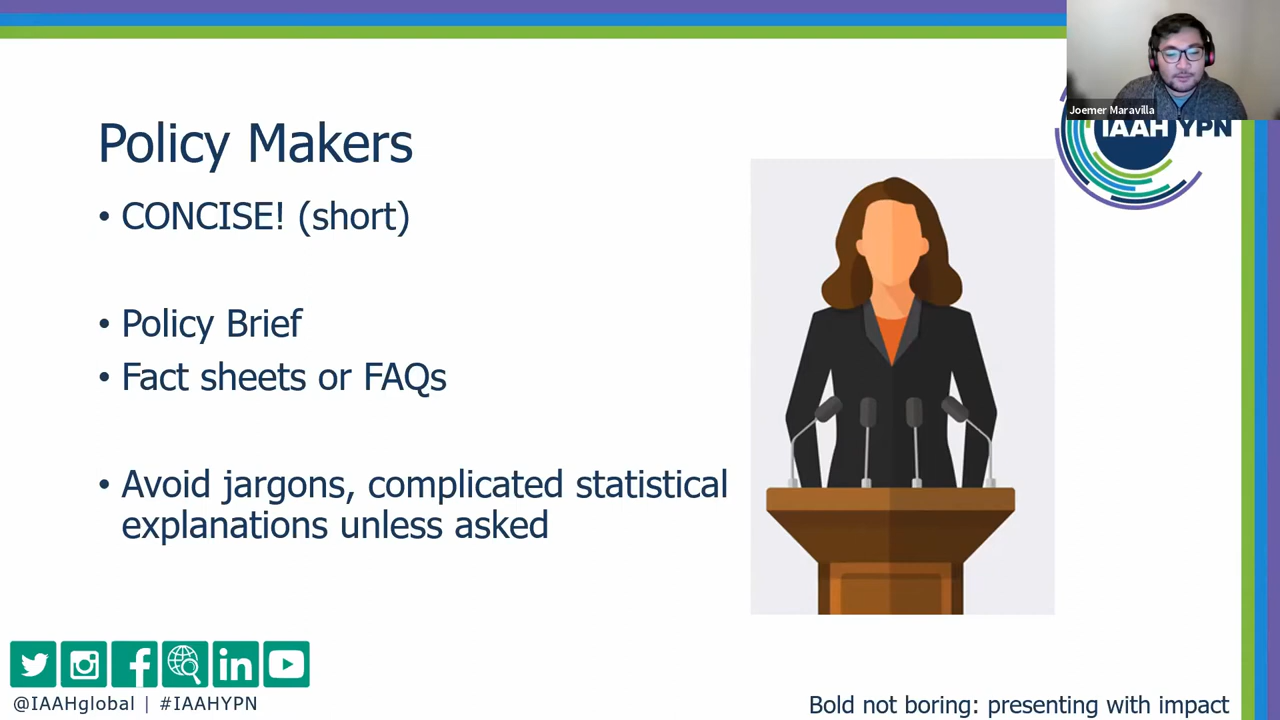 Joemer Maravilla
IAAH YPN
Policy Makers
• CONCISE! (short)
• Policy Brief
• Fact sheets or FAQs
• Avoid jargons, complicated statistical
explanations unless asked
@IAAHglobal | #IAAHYPN
Bold not boring: presenting with impact